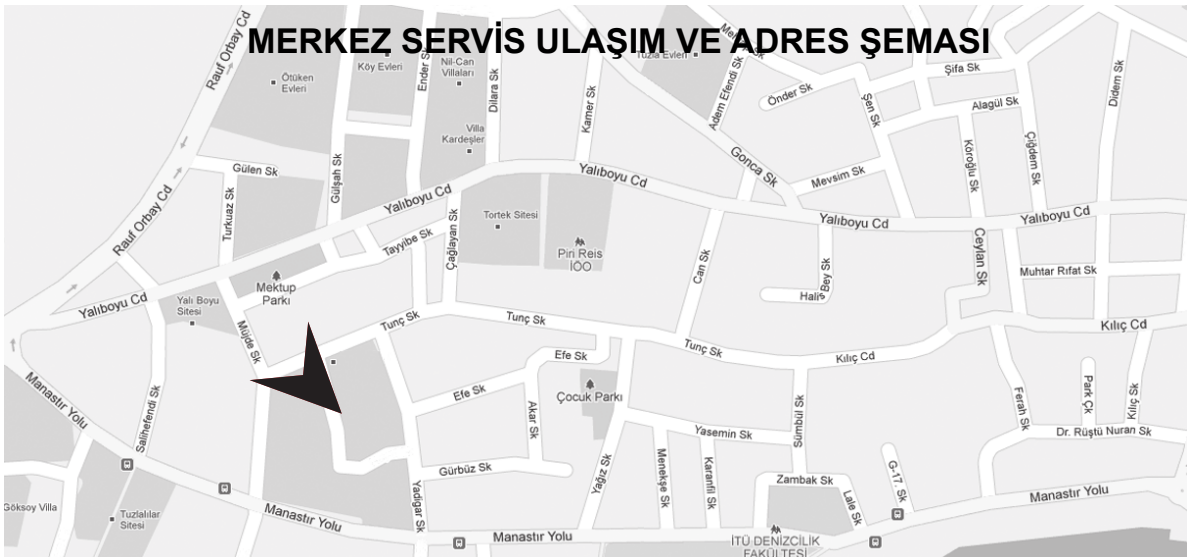 MERKEZ SERVİS ULAŞIM VE ADRES ŞEMASI
Rauf Orbay Cd
Ötüken
Evleri
Köy Evleri
Ender Sk
Nil-Can
Villaları
Dilara Sk
Villa
Kardeşler
Kamer Sk
Tuzla Evleri
Adem Efendi Sk
Önder Sk
Şen Sk
Şifa Sk
Alagül Sk
Didem Sk
Köroğlu Sk
Çiğdem Sk
Gonca Sk
Mevsim Sk
Gülen Sk
Gülşah Sk
Turkuaz Sk
Rauf Orbay Cd
Yalıboyu Cd
Yalıboyu Cd
Yalıboyu Cd
Yalıboyu Cd
Tortek Sitesi
Çağlayan Sk
Tayyibe Sk
Piri Reis
İÖO
Can Sk
Halis Bey Sk
Ceylan Sk
Muhtar Rıfat Sk
Mektup
Parkı
Yalıboyu Cd
Yalı Boyu
Sitesi
Müjde Sk
Tunç Sk
Tunç Sk
Tunç Sk
Kılıç Cd
Kılıç Cd
Efe Sk
Efe Sk
Çocuk Parkı
Akar Sk
Manastır Yolu
Salihefendi Sk
Yasemin Sk
Sümbül Sk
Ferah Sk
Park Çk
Kılıç Sk
Dr. Rüştü Nuran Sk
Gürbüz Sk
Yağız Sk
Menekşe Sk
Karanfil Sk
Zambak Sk
Lale Sk
G-17. Sk
Yadigar Sk
Göksoy Villa
Tuzlalılar
Sitesi
Manastır Yolu
Manastır Yolu
Manastır Yolu
İTÜ DENİZCİLİK
FAKÜLTESİ